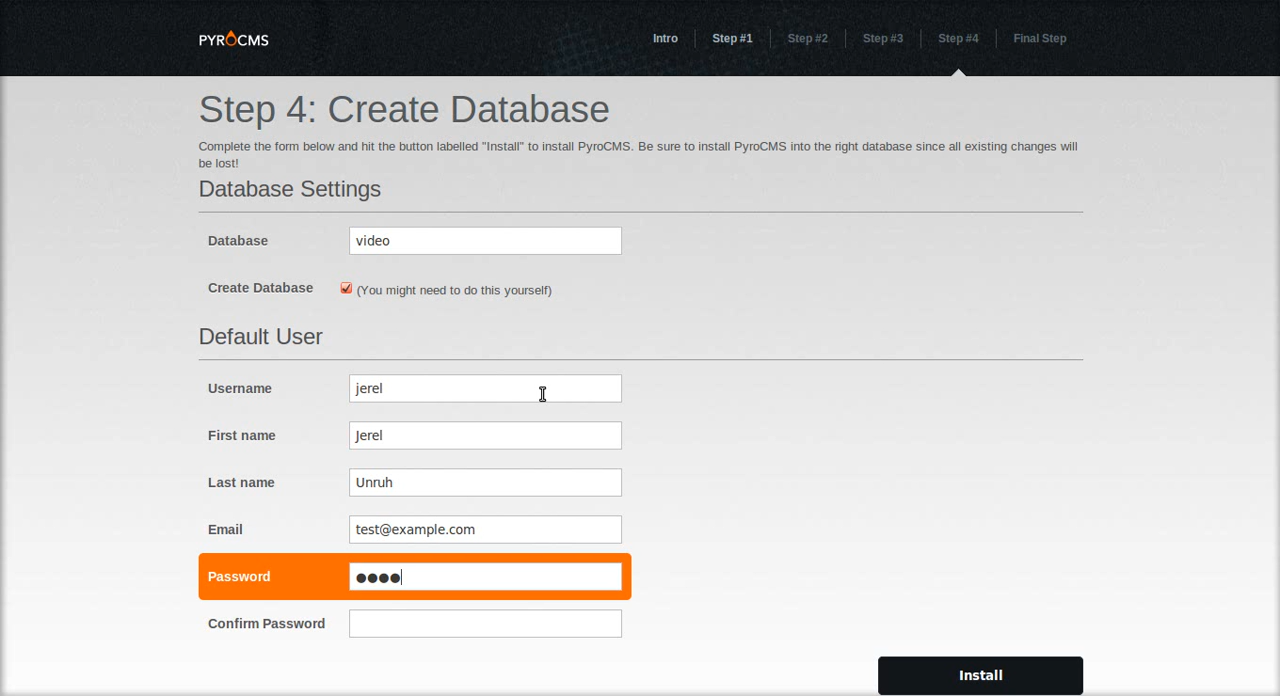 PYROCMS
Intro Step #1 Step #2 Step #3 Step #4 Final Step
Step 4: Create Database
Complete the form below and hit the button labelled "Install" to install PyroCMS. Be sure to install PyroCMS into the right database since all existing changes will
be lost!
Database Settings
Database video
Create Database (You might need to do this yourself)
Default User
Username jerel
First name Jerel
Last name Unruh
Email test@example.com
Password ●●●●
Confirm Password
Install